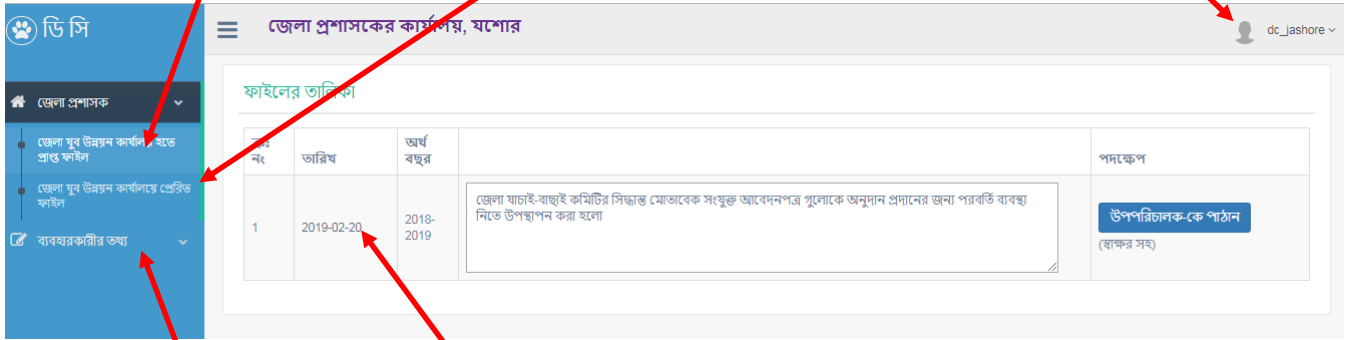 ডি সি
জেলা প্রশাসকের কার্যালয়, যশোর
dc_jashore
জেলা প্রশাসক
জেলা যুব উন্নয়ন কার্যালয় হতে
প্রাপ্ত ফাইল
জেলা যুব উন্নয়ন কার্যালয়ে প্রেরিত
ফাইল
ব্যবহারকারীর তথ্য
ফাইলের তালিকা
নং
তারিখ
অর্থ
বছর
পদক্ষেপ
1
2019-02-20
2018-
2019
জেলা যাচাই-বাছাই কমিটির সিদ্ধান্ত মোতাবেক সংযুক্ত আবেদনপত্র গুলোকে অনুদান প্রদানের জন্য পরবর্তি ব্যবস্থা
নিতে উপস্থাপন করা হলো
উপপরিচালক-কে পাঠান
(স্বাক্ষর সহ)